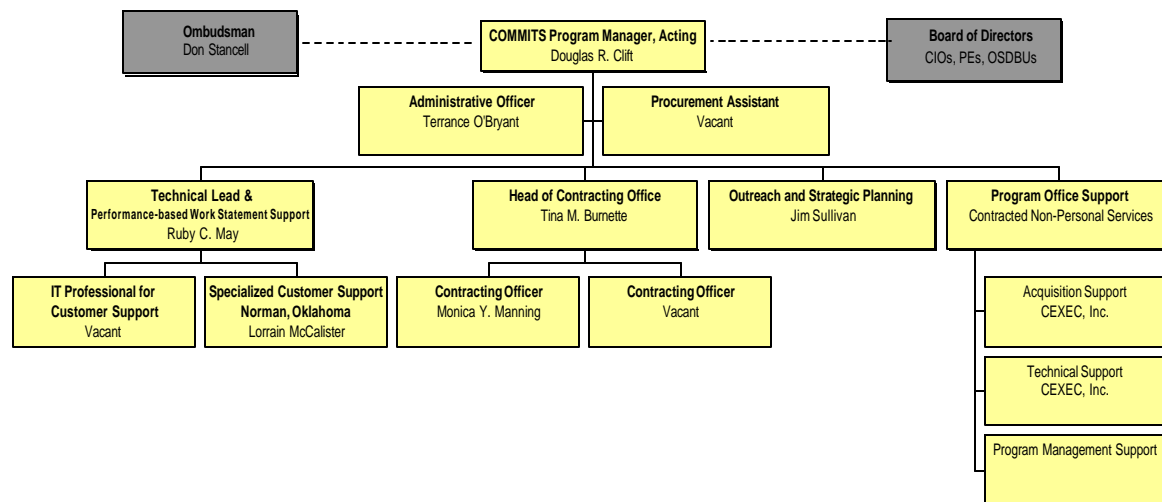 Ombudsman
Don Stancell
COMMITS Program Manager, Acting
Douglas R. Clift
Board of Directors
CIOs, PEs, OSDBUs
Administrative Officer
Terrance O'Bryant
Procurement Assistant
Vacant
Technical Lead &
Performance-based Work Statement Support
Ruby C. May
Head of Contracting Office
Tina M. Burnette
Outreach and Strategic Planning
Jim Sullivan
Program Office Support
Contracted Non-Personal Services
IT Professional for
Customer Support
Vacant
Specialized Customer Support
Norman, Oklahoma
Lorrain McCalister
Contracting Officer
Monica Y. Manning
Contracting Officer
Vacant
Acquisition Support
CEXEC, Inc.
Technical Support
CEXEC, Inc.
Program Management Support